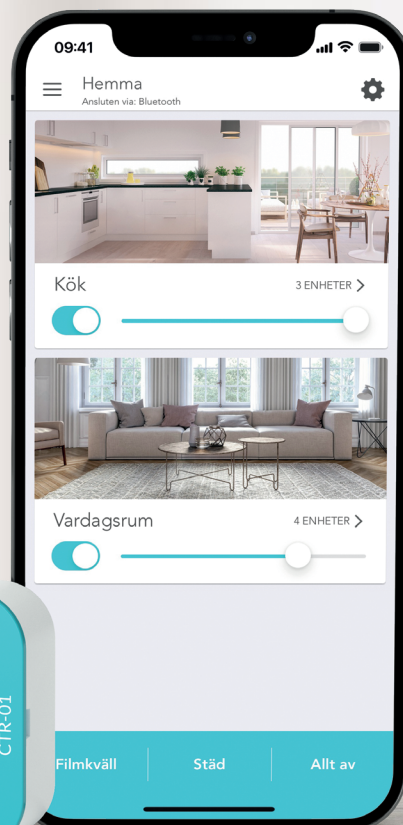 09:41
Hemma
Ansluten via: Bluetooth
Kök
3 ENHETER
Vardagsrum
4 ENHETER
CTR-01
Filmkväll
Städ
Allt av